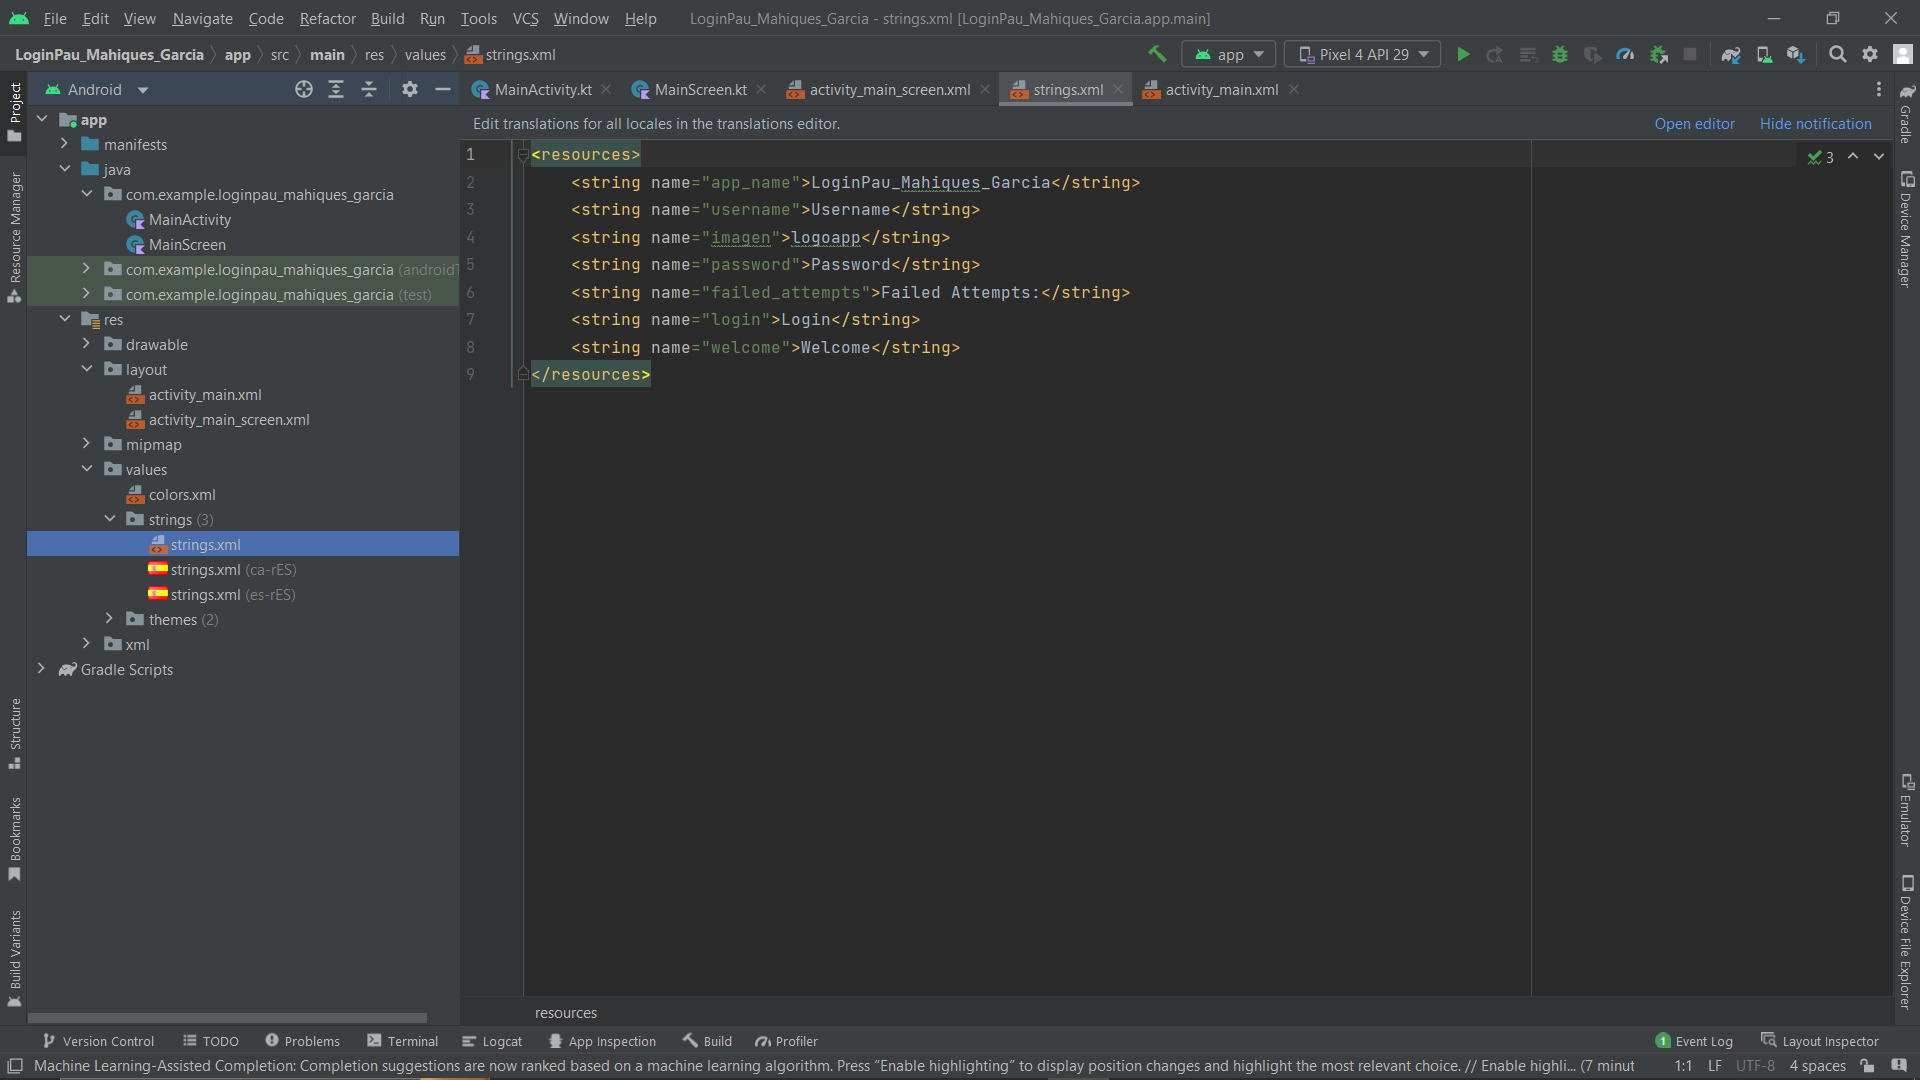 File Edit View Navigate Code Refactor Build Run Tools VCS Window Help LoginPau_Mahiques_Garcia - strings.xml [LoginPau_Mahiques_Garcia.app.main]
LoginPau_Mahiques_Garcia app src main res values strings.xml app Pixel 4 API 29
Android
MainActivity.kt MainScreen.kt activity_main_screen.xml strings.xml activity_main.xml
Edit translations for all locales in the translations editor. Open editor Hide notification
Project
Resource Manager
Structure
Bookmarks
Build Variants
app
manifests
java
com.example.loginpau_mahiques_garcia
MainActivity
MainScreen
com.example.loginpau_mahiques_garcia (androidT
com.example.loginpau_mahiques_garcia (test)
res
drawable
layout
activity_main.xml
activity_main_screen.xml
mipmap
values
colors.xml
strings (3)
strings.xml
strings.xml (ca-rES)
strings.xml (es-rES)
themes (2)
xml
Gradle Scripts
1 <resources>
2 <string name="app_name">LoginPau_Mahiques_Garcia</string>
3 <string name="username">Username</string>
4 <string name="imagen">logoapp</string>
5 <string name="password">Password</string>
6 <string name="failed_attempts">Failed Attempts:</string>
7 <string name="login">Login</string>
8 <string name="welcome">Welcome</string>
9 </resources>
3
Gradle
Device Manager
Emulator
Device File Explorer
resources
Version Control TODO Problems Terminal Logcat App Inspection Build Profiler 1 Event Log Layout Inspector
Machine Learning-Assisted Completion: Completion suggestions are now ranked based on a machine learning algorithm. Press “Enable highlighting” to display position changes and highlight the most relevant choice. // Enable highli... (7 minut 1:1 LF UTF-8 4 spaces